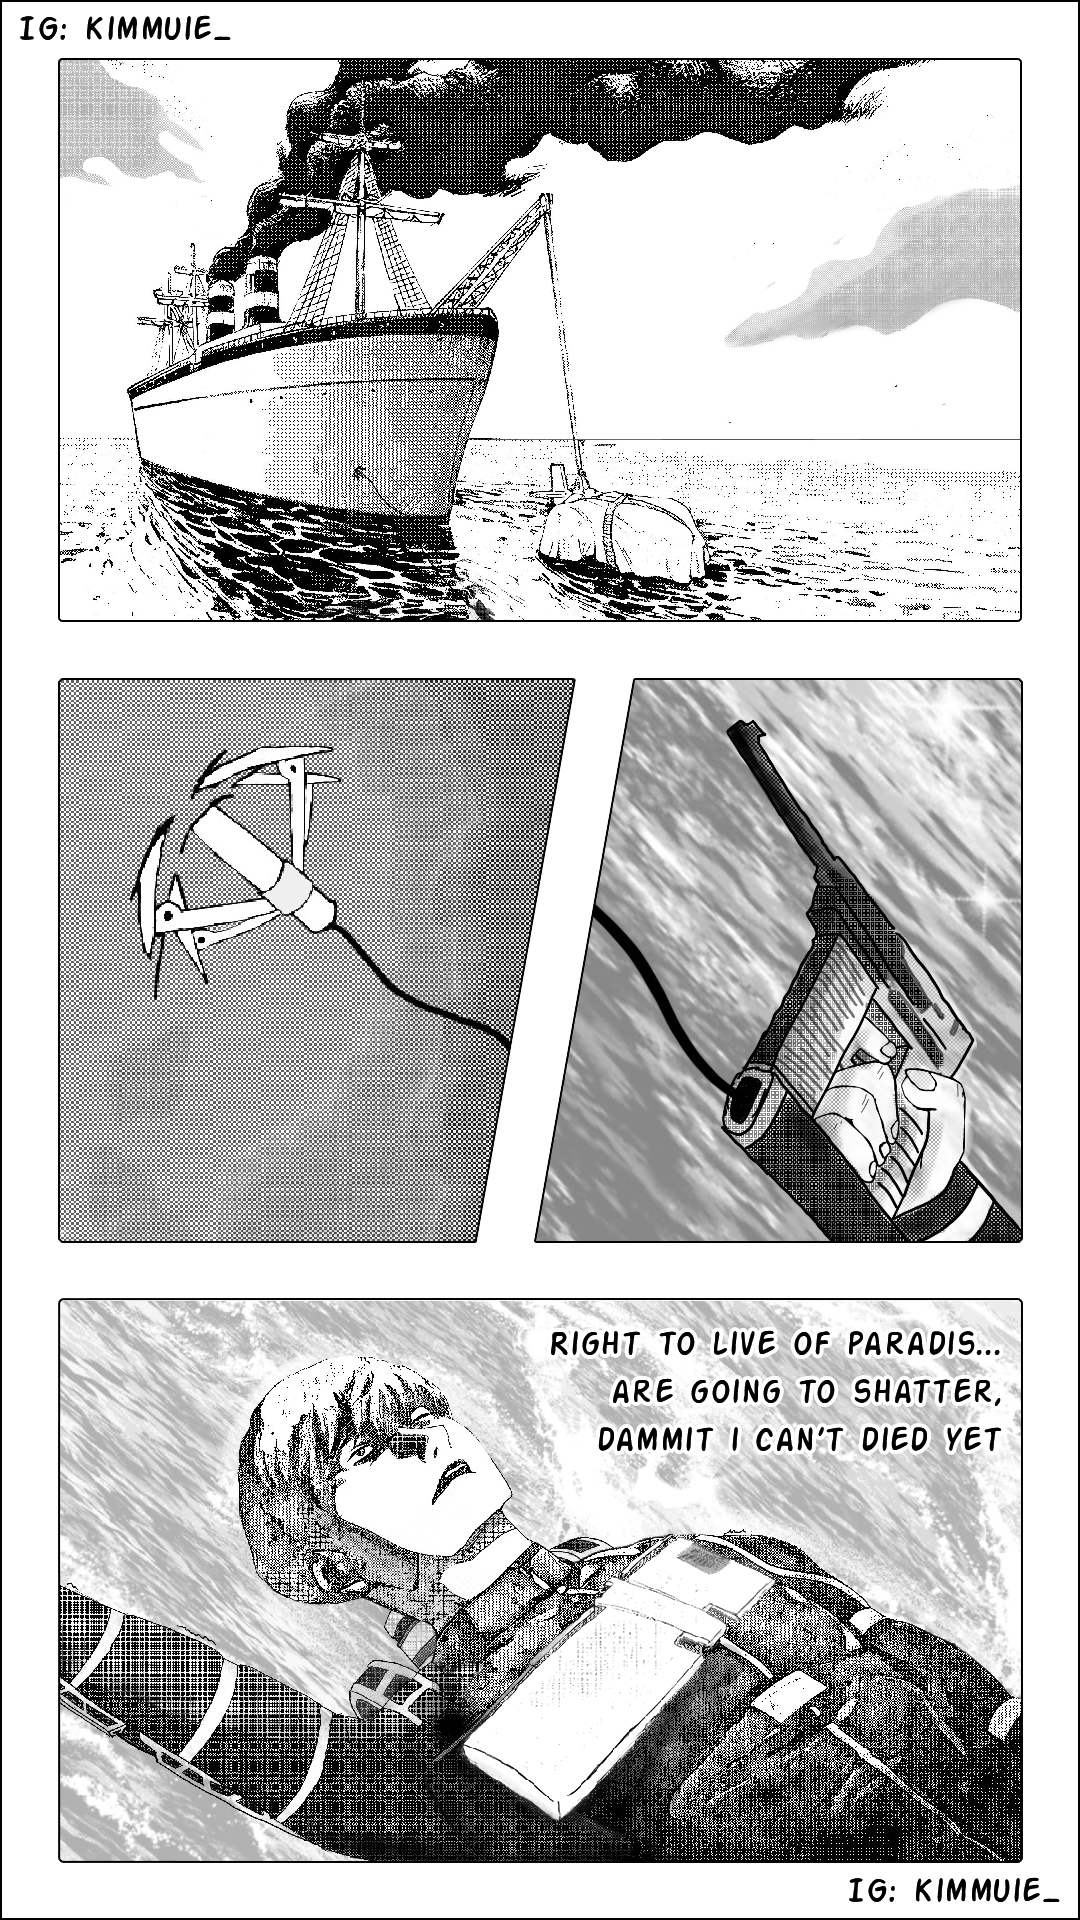 IG: KIMMUIE_
RIGHT TO LIVE OF PARADIS...
ARE GOING TO SHATTER,
DAMMIT I CAN'T DIED YET
IG: KIMMUIE_